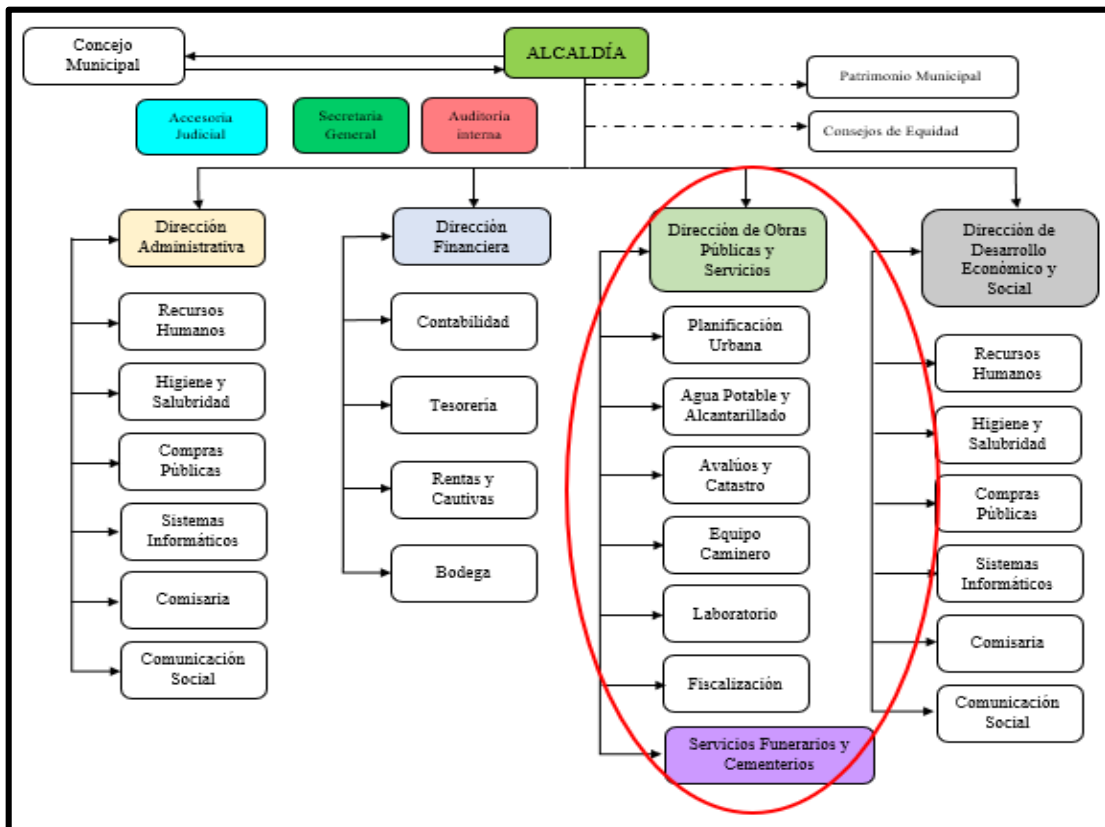 Concejo
Municipal
ALCALDÍA
Patrimonio Municipal
Consejos de Equidad
Accesoria
Judicial
Secretaria
General
Auditoría
interna
Dirección
Administrativa
Recursos
Humanos
Higiene y
Salubridad
Compras
Públicas
Sistemas
Informáticos
Comisaria
Comunicación
Social
Dirección
Financiera
Contabilidad
Tesorería
Rentas y
Cautivas
Bodega
Dirección de Obras
Públicas y
Servicios
Planificación
Urbana
Agua Potable y
Alcantarillado
Avalúos y
Catastro
Equipo
Caminero
Laboratorio
Fiscalización
Servicios Funerarios y
Cementerios
Dirección de
Desarrollo
Económico y
Social
Recursos
Humanos
Higiene y
Salubridad
Compras
Públicas
Sistemas
Informáticos
Comisaria
Comunicación
Social